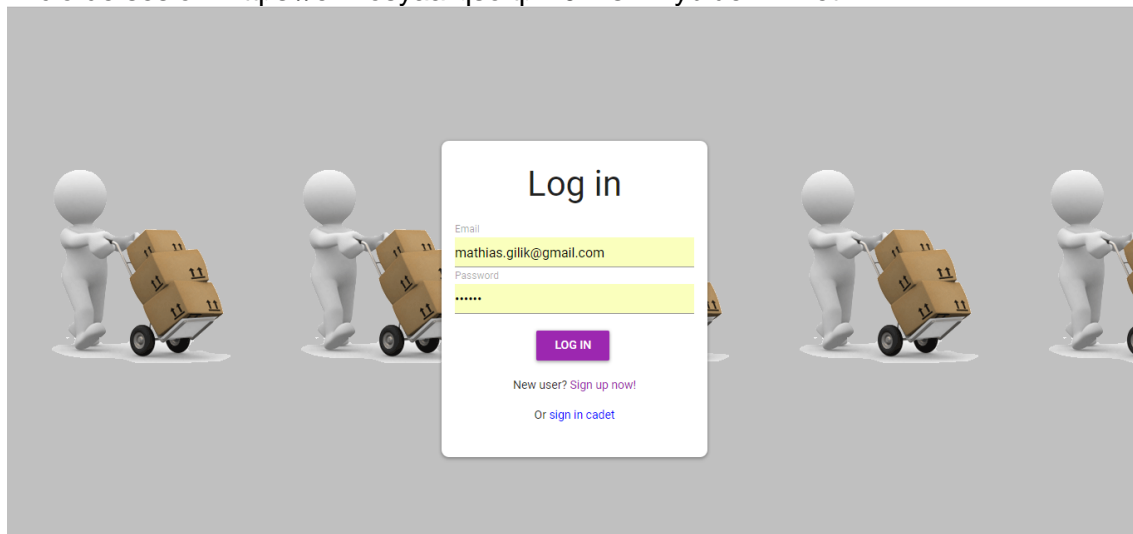 Log in
Email
mathias.gilik@gmail.com
Password
••••••
LOG IN
New user? Sign up now!
Or sign in cadet